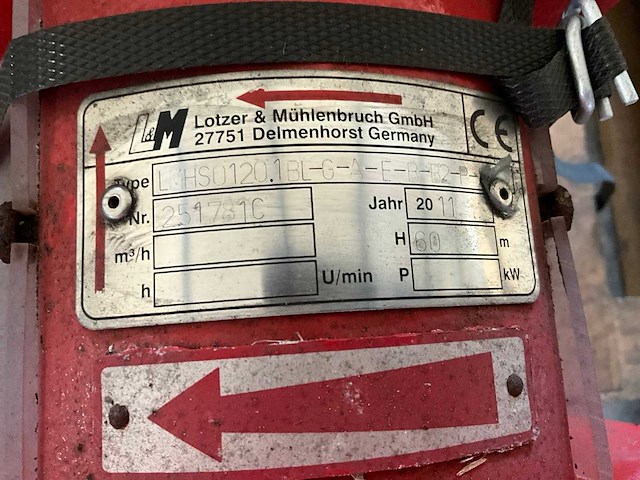 L&M Lotzer & Mühlenbruch GmbH
27751 Delmenhorst Germany
CE
Type
Nr. 251781C Jahr 2011
m³/h H 60 m
h U/min P kW